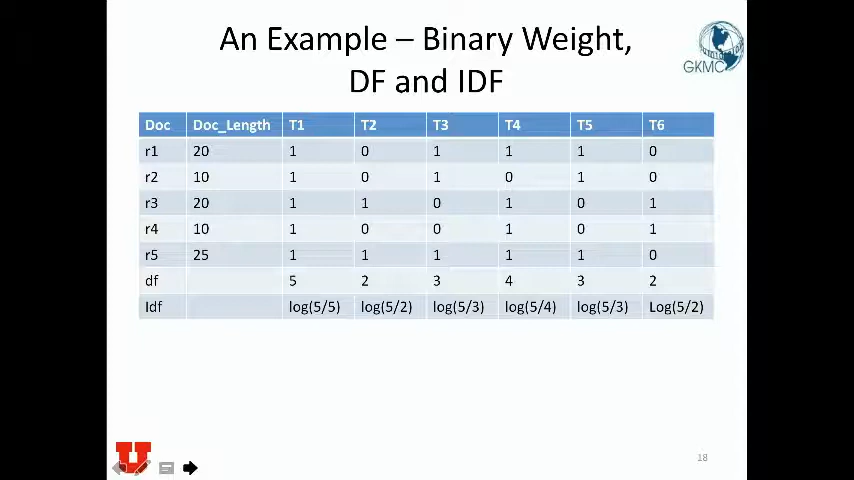 An Example – Binary Weight,
DF and IDF
GKMC
Doc Doc_Length T1 T2 T3 T4 T5 T6
r1 20 1 0 1 1 1 0
r2 10 1 0 1 0 1 0
r3 20 1 1 0 1 0 1
r4 10 1 0 0 1 0 1
r5 25 1 1 1 1 1 0
df 5 2 3 4 3 2
Idf log(5/5) log(5/2) log(5/3) log(5/4) log(5/3) Log(5/2)
U
18